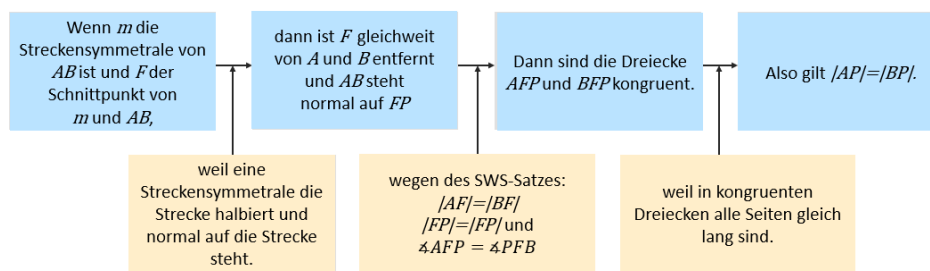 Wenn m die
Streckensymmetrale von
AB ist und F der
Schnittpunkt von
m und AB,
dann ist F gleichweit
von A und B entfernt
und AB steht
normal auf FP
Dann sind die Dreiecke
AFP und BFP kongruent.
Also gilt |AP|=|BP|.
weil eine
Streckensymmetrale die
Strecke halbiert und
normal auf die Strecke
steht.
wegen des SWS-Satzes:
|AF|=|BF|
|FP|=|FP| und
∡AFP = ∡PFB
weil in kongruenten
Dreiecken alle Seiten gleich
lang sind.